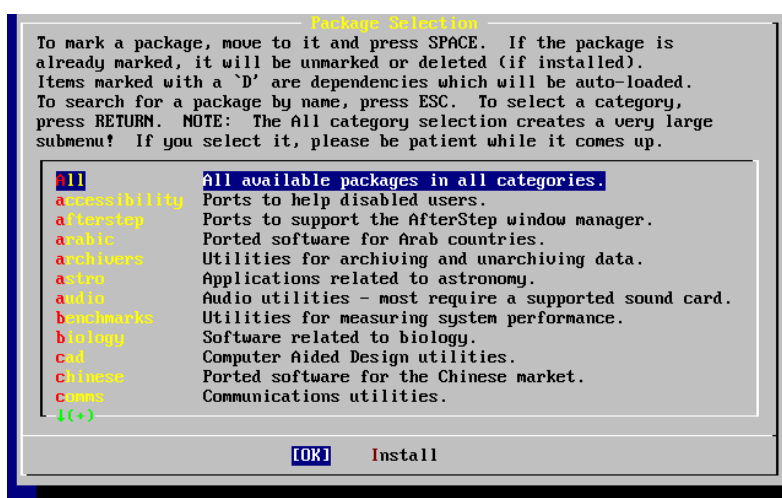 Package Selection
To mark a package, move to it and press SPACE.  If the package is
already marked, it will be unmarked or deleted (if installed).
Items marked with a `D' are dependencies which will be auto-loaded.
To search for a package by name, press ESC.  To select a category,
press RETURN.  NOTE:  The All category selection creates a very large
submenu!  If you select it, please be patient while it comes up.
All All available packages in all categories.
accessibility Ports to help disabled users.
afterstep Ports to support the AfterStep window manager.
arabic Ported software for Arab countries.
archivers Utilities for archiving and unarchiving data.
astro Applications related to astronomy.
audio Audio utilities - most require a supported sound card.
benchmarks Utilities for measuring system performance.
biology Software related to biology.
cad Computer Aided Design utilities.
chinese Ported software for the Chinese market.
comms Communications utilities.
↓(+)
[OK] Install